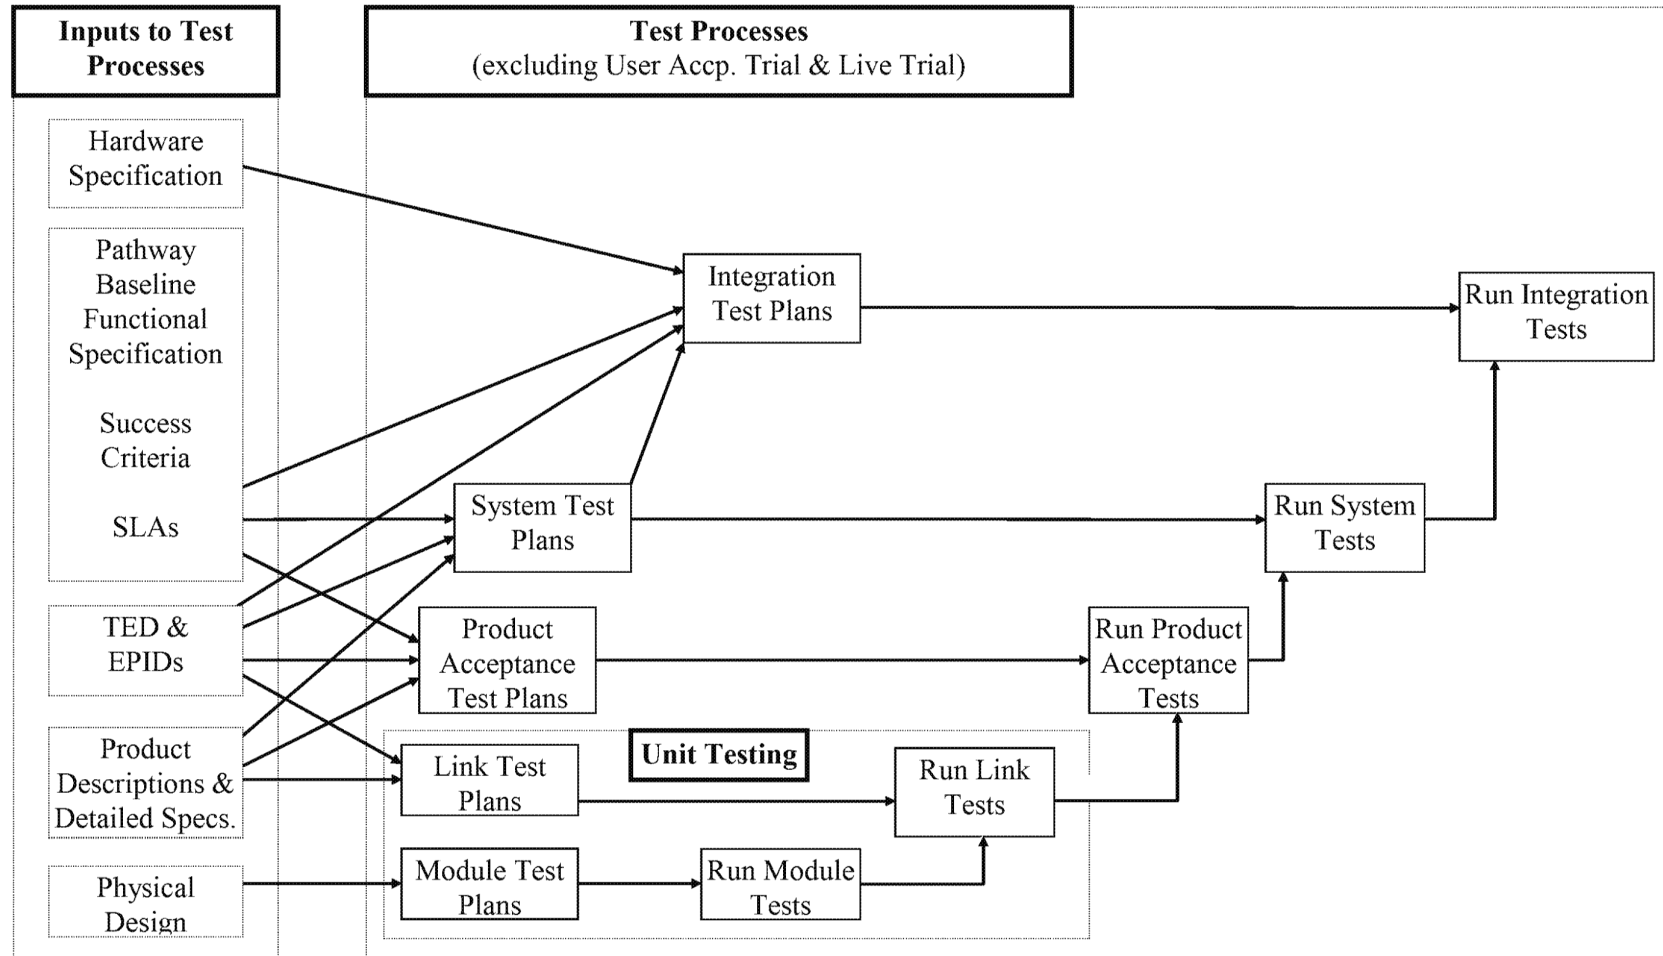 Inputs to Test
Processes
Test Processes
(excluding User Accp. Trial & Live Trial)
Hardware
Specification
Pathway
Baseline
Functional
Specification
Success
Criteria
SLAs
TED &
EPIDs
Product
Descriptions &
Detailed Specs.
Physical
Design
Integration
Test Plans
Run Integration
Tests
System Test
Plans
Run System
Tests
Product
Acceptance
Test Plans
Run Product
Acceptance
Tests
Unit Testing
Link Test
Plans
Run Link
Tests
Module Test
Plans
Run Module
Tests